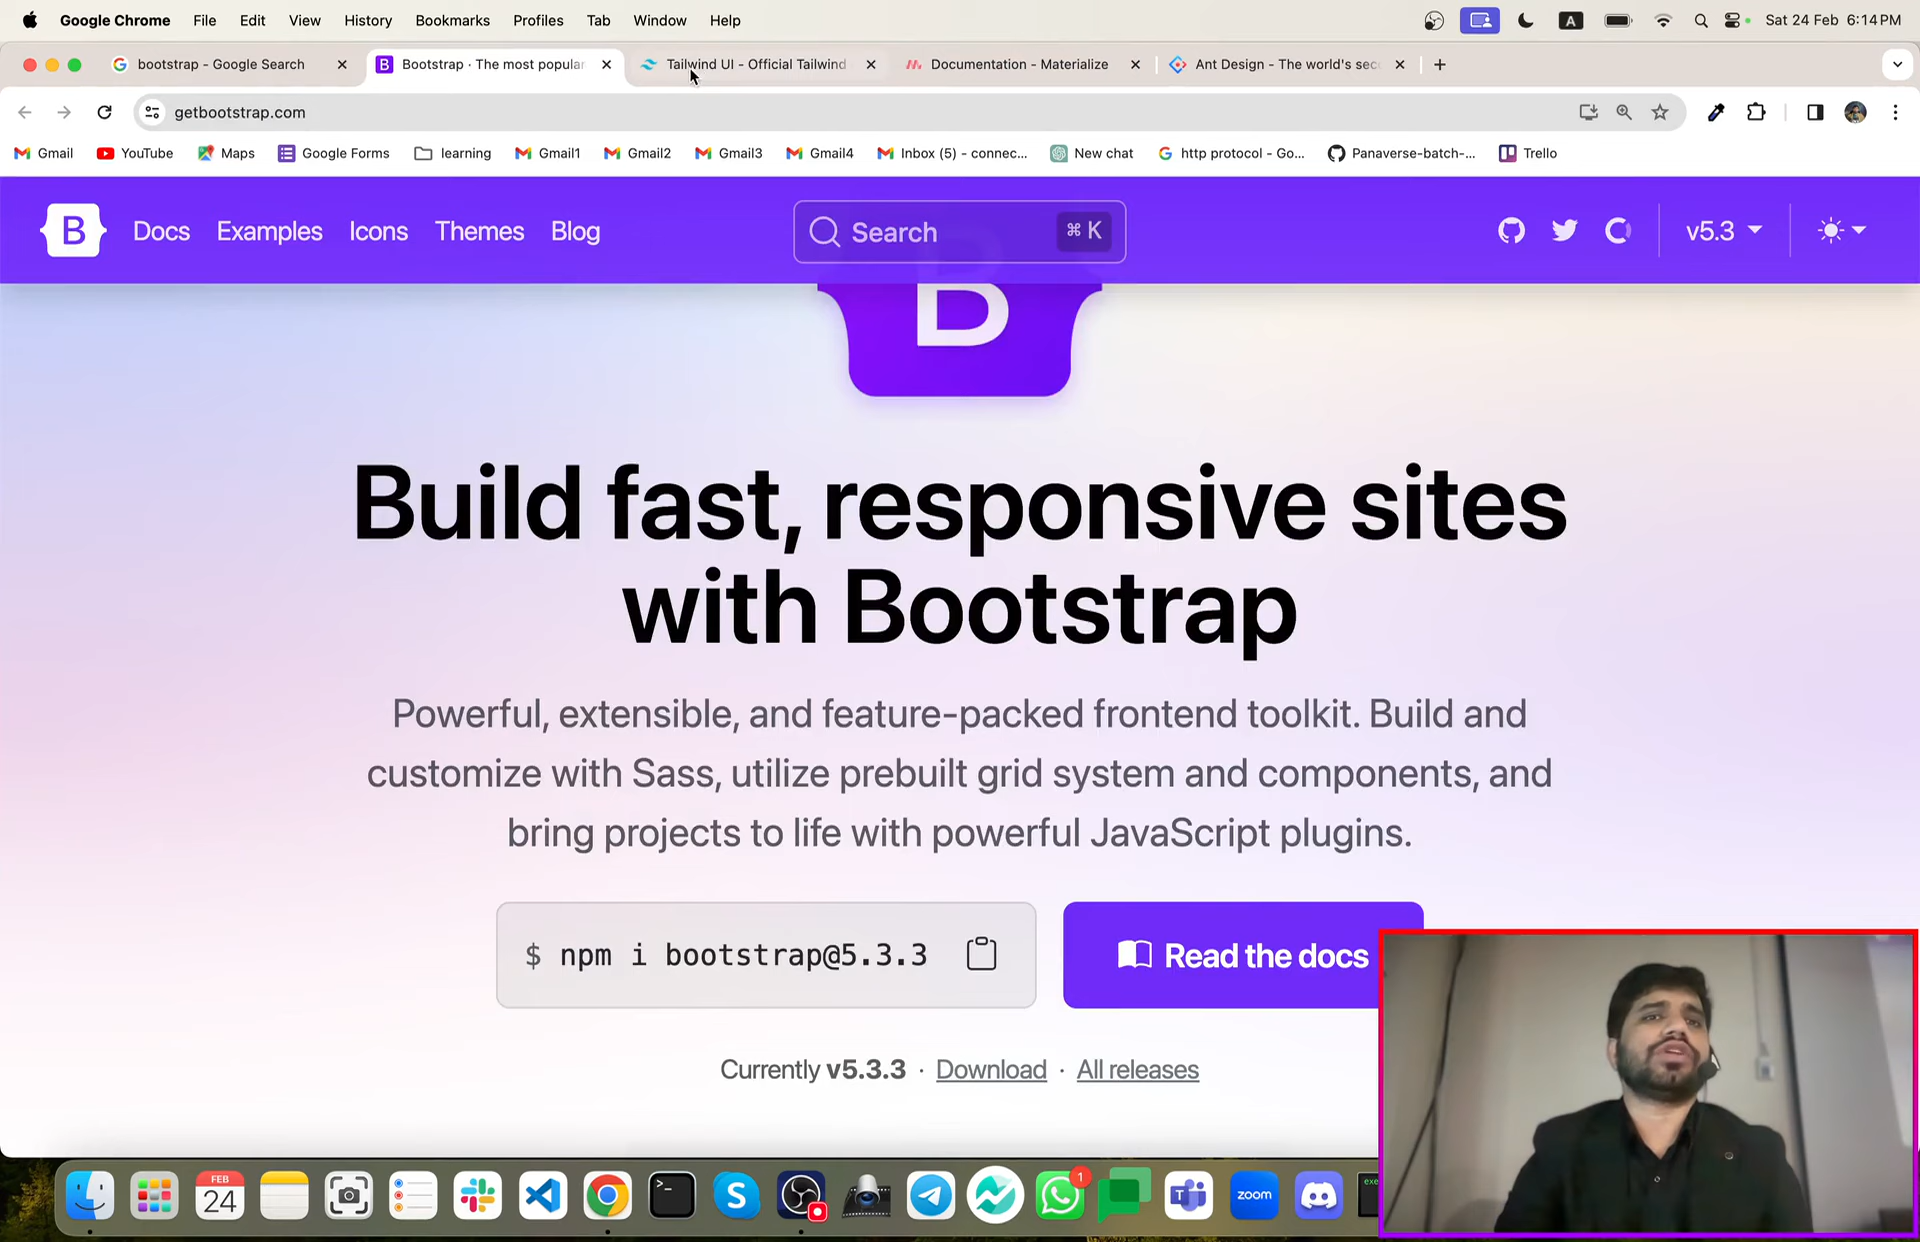 Google Chrome File Edit View History Bookmarks Profiles Tab Window Help
A Sat 24 Feb 6:14 PM
bootstrap - Google Search
B Bootstrap · The most popular
Tailwind UI - Official Tailwind
Documentation - Materialize
Ant Design - The world's sec
getbootstrap.com
Gmail YouTube Maps Google Forms learning Gmail1 Gmail2 Gmail3 Gmail4 Inbox (5) - connec... New chat http protocol - Go... Panaverse-batch-... Trello
B Docs Examples Icons Themes Blog Search ⌘ K v5.3
B
Build fast, responsive sites
with Bootstrap
Powerful, extensible, and feature-packed frontend toolkit. Build and
customize with Sass, utilize prebuilt grid system and components, and
bring projects to life with powerful JavaScript plugins.
$ npm i bootstrap@5.3.3
Read the docs
Currently v5.3.3 · Download · All releases
FEB
24
>_
S
1
T
zoom
exe